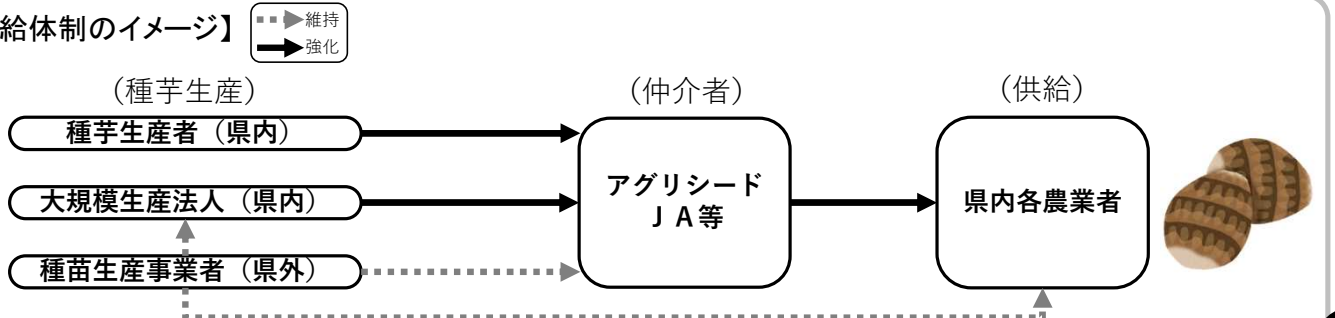 給体制のイメージ】
維持
強化
（種芋生産）
（仲介者）
（供給）
種芋生産者（県内）
大規模生産法人（県内）
種苗生産事業者（県外）
アグリシード
ＪＡ等
県内各農業者